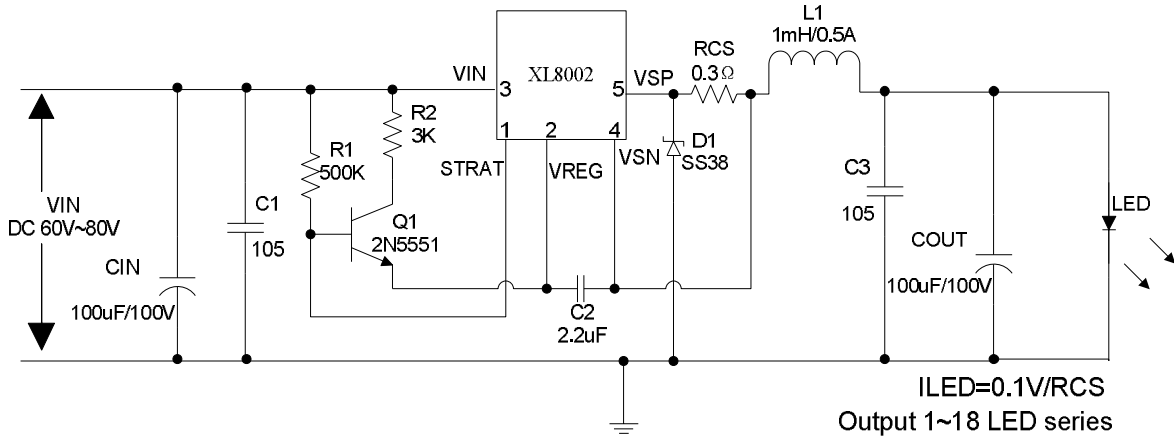 L1
1mH/0.5A
RCS
0.3Ω
XL8002
VIN
3
5
VSP
R2
3K
1
2
4
D1
SS38
R1
500K
STRAT
VREG
VSN
C3
105
VIN
DC 60V~80V
C1
105
Q1
2N5551
LED
CIN
100uF/100V
COUT
100uF/100V
C2
2.2uF
ILED=0.1V/RCS
Output 1~18 LED series